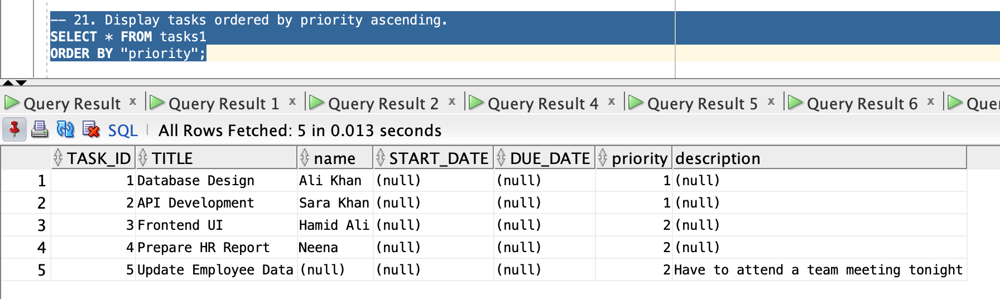 -- 21. Display tasks ordered by priority ascending.
SELECT * FROM tasks1
ORDER BY "priority";
Query Result x Query Result 1 x Query Result 2 x Query Result 4 x Query Result 5 x Query Result 6 x Que
SQL All Rows Fetched: 5 in 0.013 seconds
TASK_ID TITLE name START_DATE DUE_DATE priority description
1 1 Database Design Ali Khan (null) (null) 1 (null)
2 2 API Development Sara Khan (null) (null) 1 (null)
3 3 Frontend UI Hamid Ali (null) (null) 2 (null)
4 4 Prepare HR Report Neena (null) (null) 2 (null)
5 5 Update Employee Data (null) (null) (null) 2 Have to attend a team meeting tonight